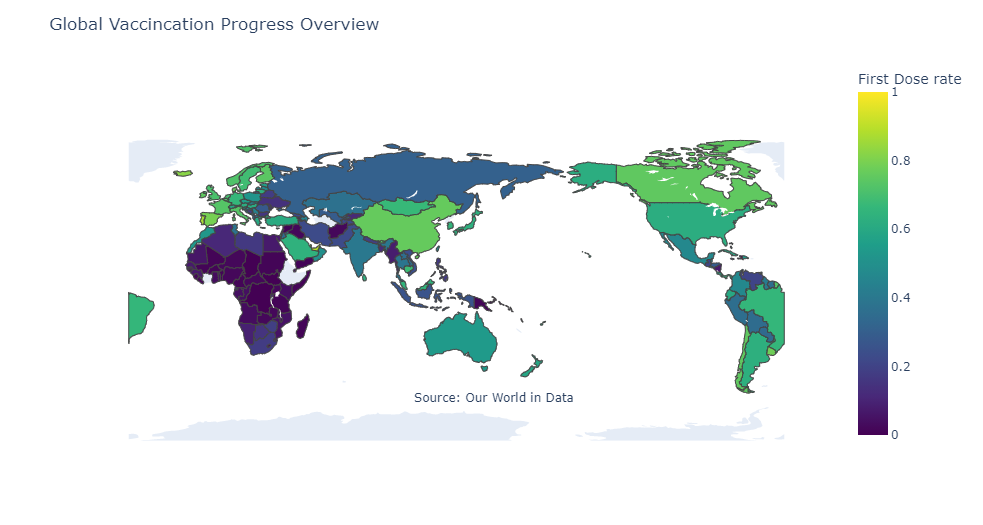 Global Vaccincation Progress Overview
First Dose rate
1
0.8
0.6
0.4
0.2
0
Source: Our World in Data